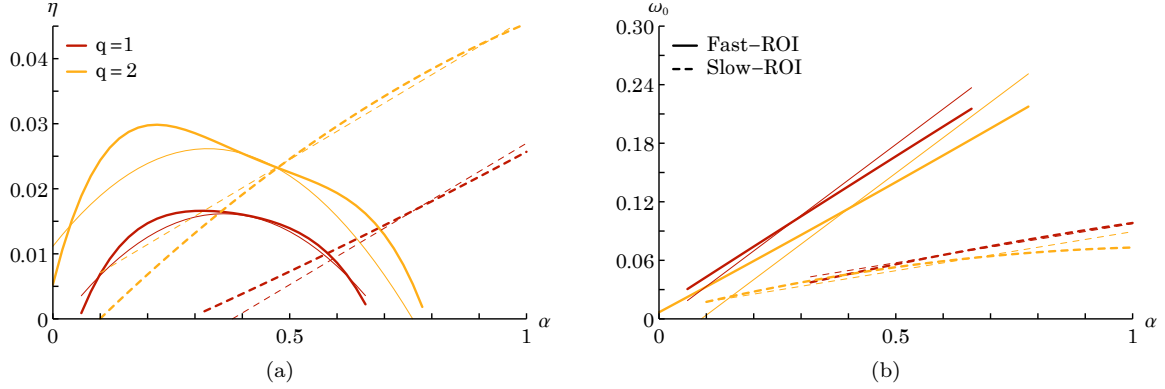 η
0.04
0.03
0.02
0.01
0
q=1
q=2
0 0.5 1 α
(a)
ω₀
0.30
0.24
0.18
0.12
0.06
0
Fast−ROI
Slow−ROI
0 0.5 1 α
(b)